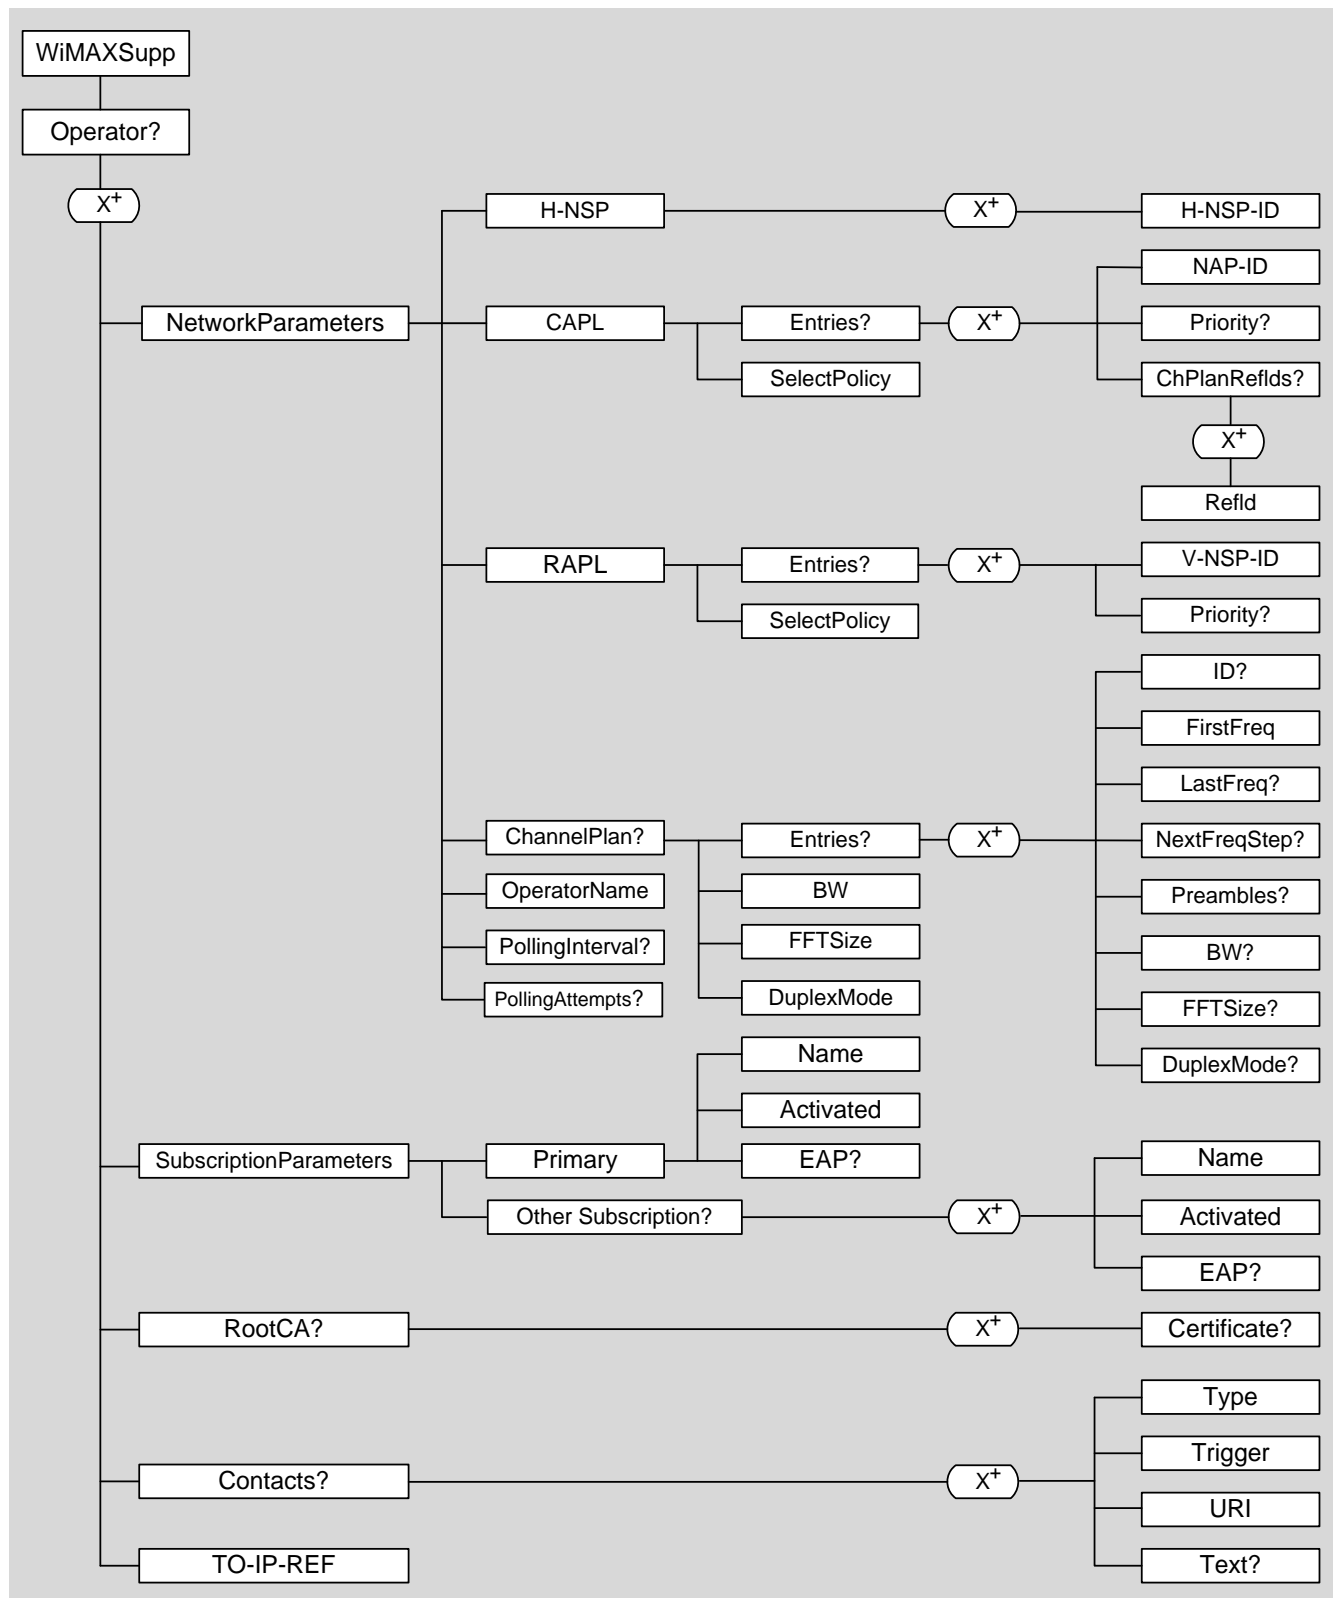 WiMAXSupp
Operator?
X+
H-NSP
X+
H-NSP-ID
NAP-ID
NetworkParameters
CAPL
Entries?
X+
Priority?
SelectPolicy
ChPlanRefIds?
X+
RefId
RAPL
Entries?
X+
V-NSP-ID
SelectPolicy
Priority?
ID?
FirstFreq
LastFreq?
ChannelPlan?
Entries?
X+
NextFreqStep?
OperatorName
BW
Preambles?
PollingInterval?
FFTSize
BW?
PollingAttempts?
DuplexMode
FFTSize?
Name
DuplexMode?
Activated
SubscriptionParameters
Primary
EAP?
Name
Other Subscription?
X+
Activated
EAP?
RootCA?
X+
Certificate?
Type
Trigger
Contacts?
X+
URI
TO-IP-REF
Text?